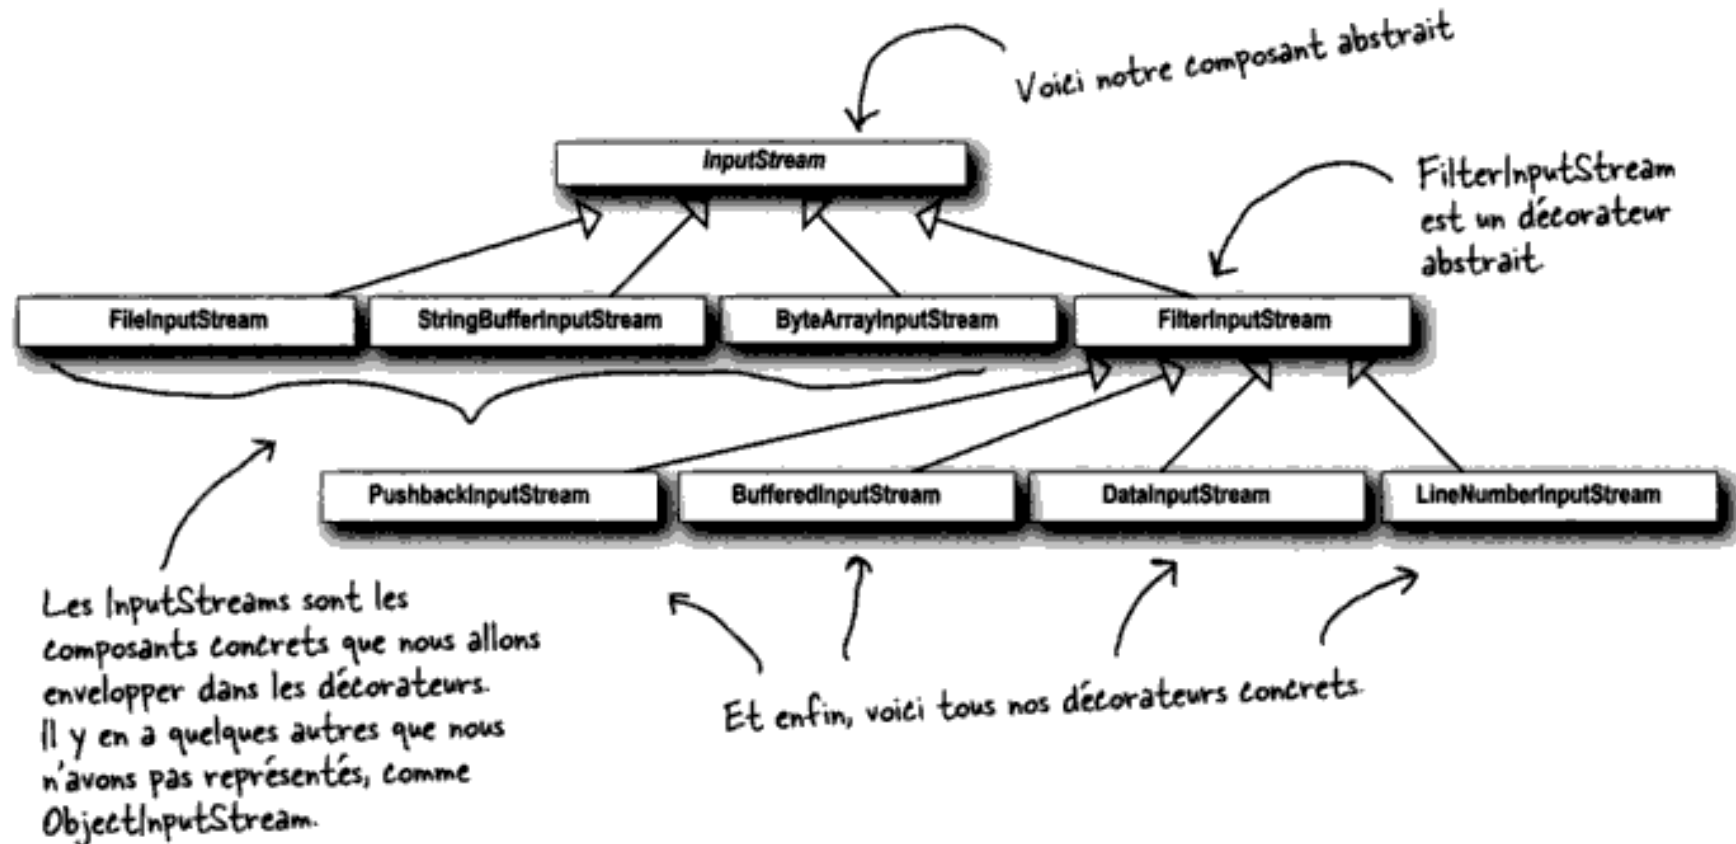 Voici notre composant abstrait
InputStream
FilterInputStream
est un décorateur
abstrait
FileInputStream
StringBufferInputStream
ByteArrayInputStream
FilterInputStream
PushbackInputStream
BufferedInputStream
DataInputStream
LineNumberInputStream
Les InputStreams sont les
composants concrets que nous allons
envelopper dans les décorateurs.
Il y en a quelques autres que nous
n'avons pas représentés, comme
ObjectInputStream.
Et enfin, voici tous nos décorateurs concrets.